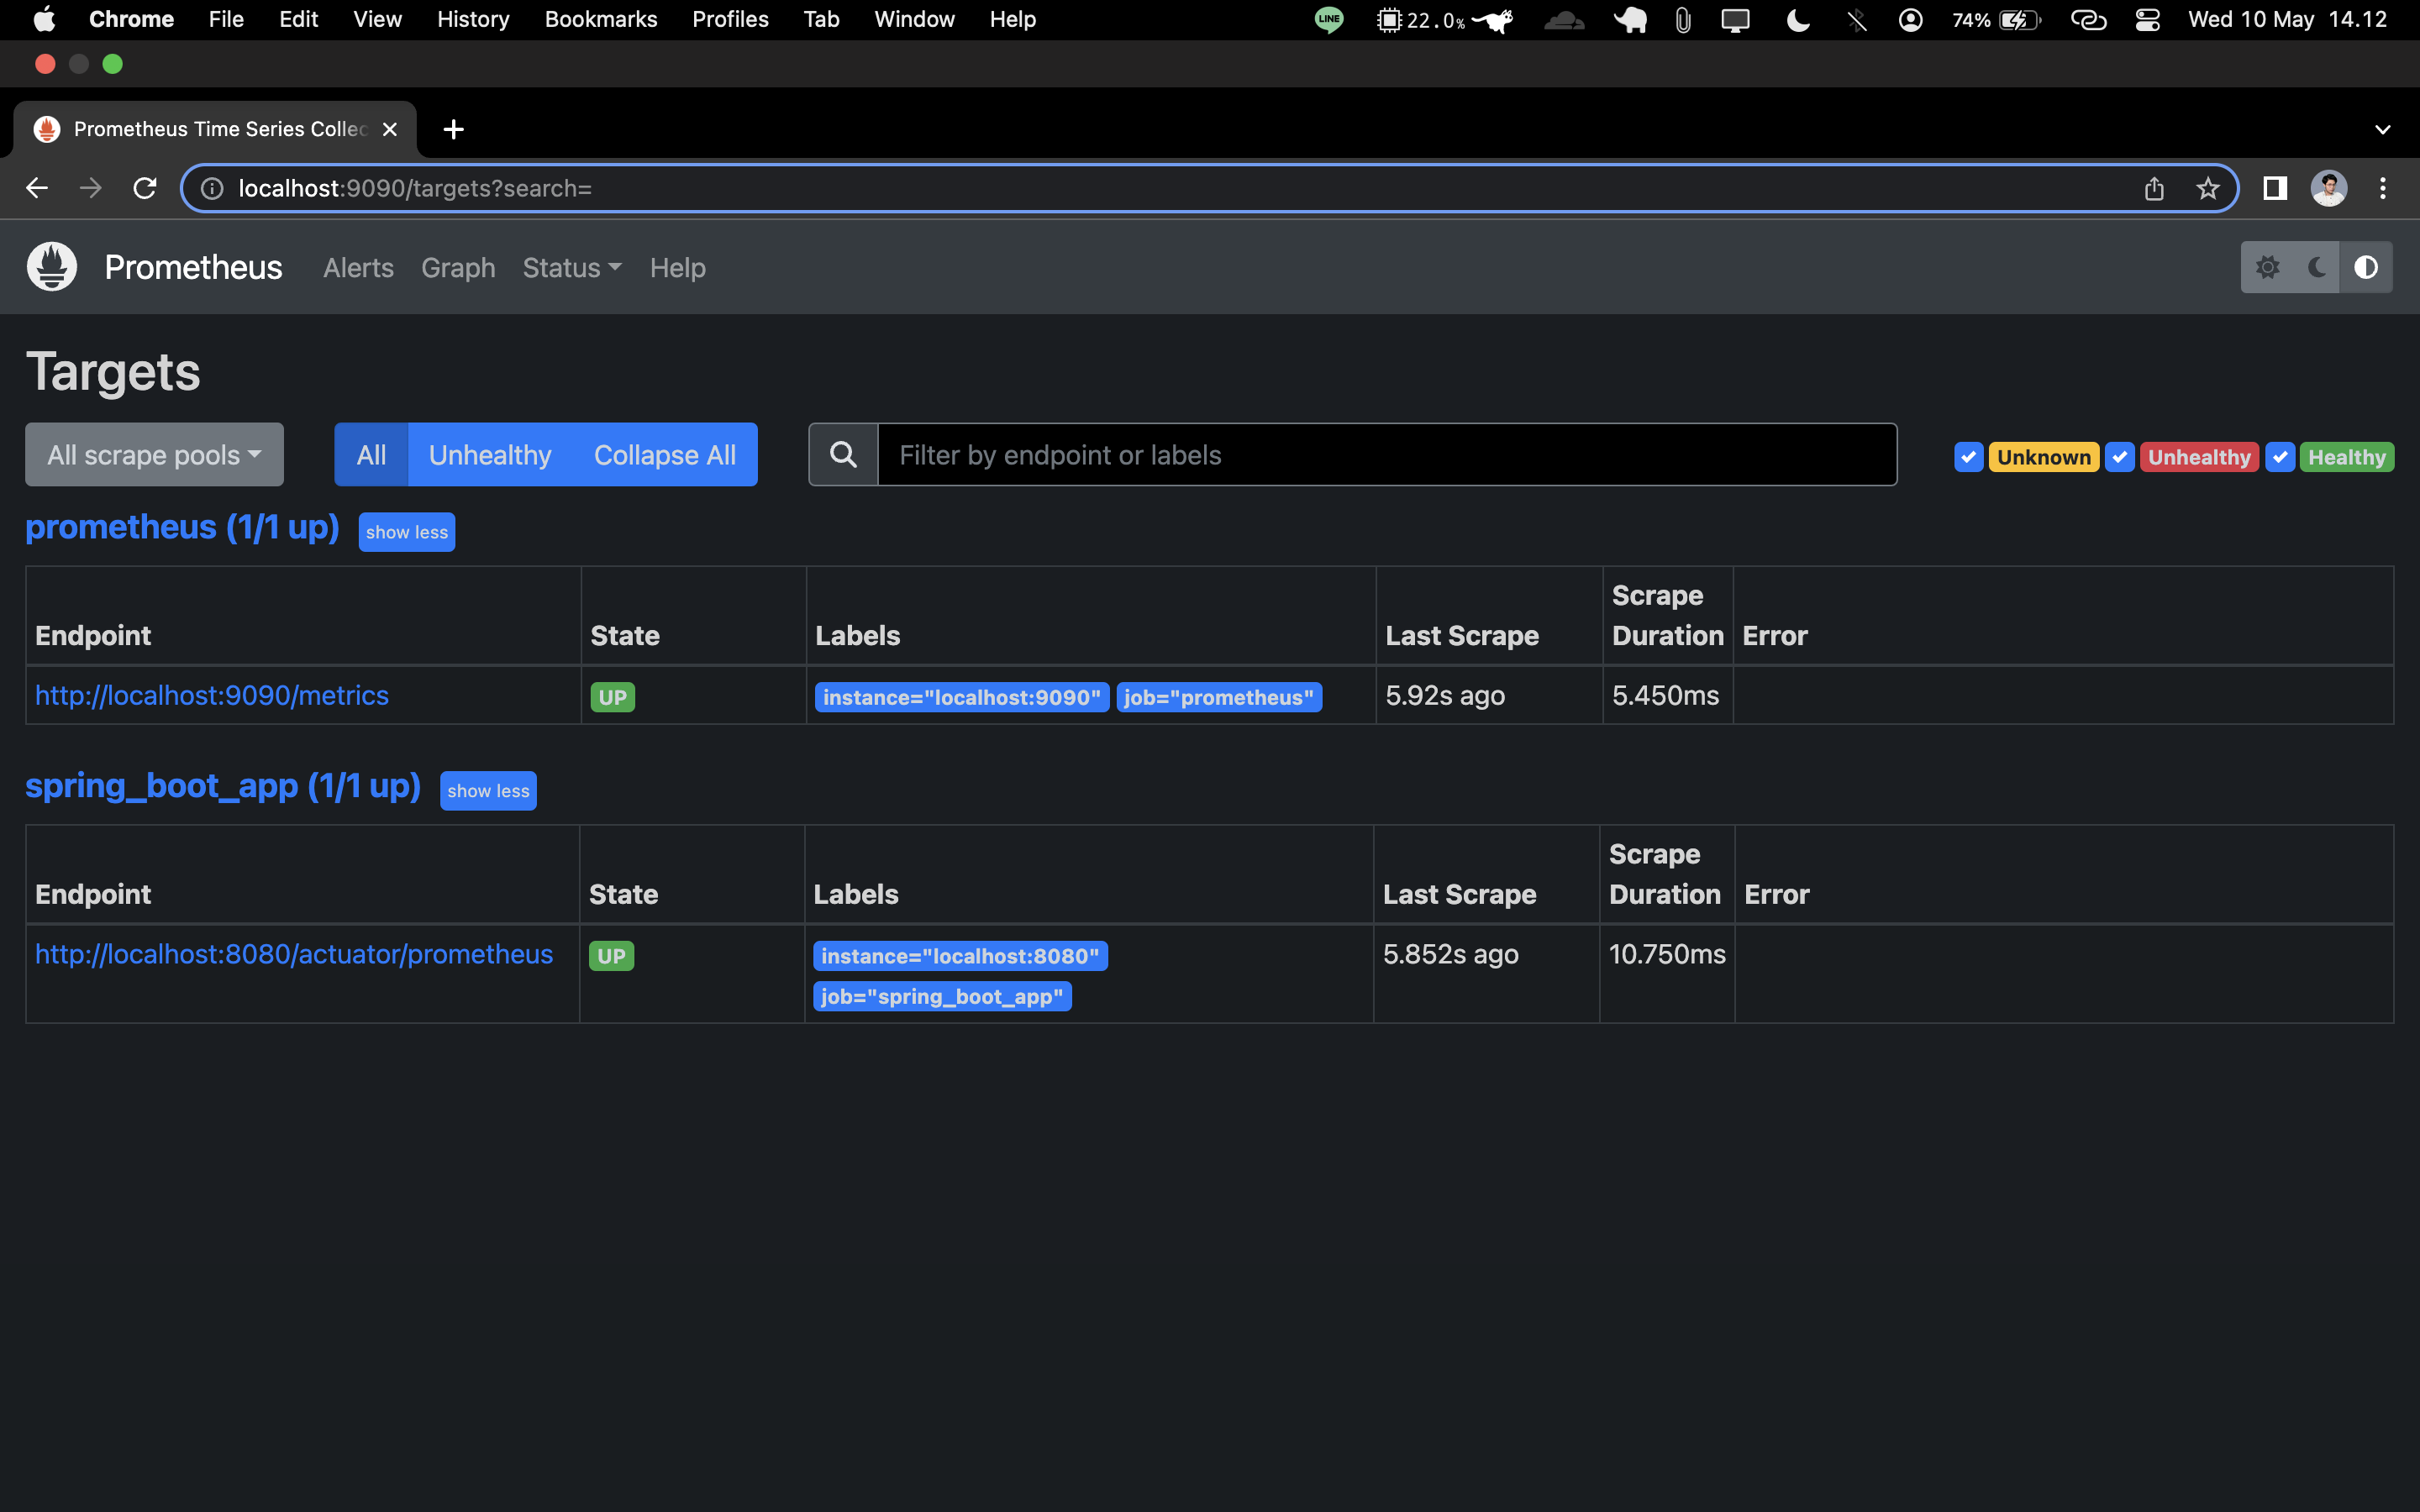 Chrome File Edit View History Bookmarks Profiles Tab Window Help LINE 22.0% 74% Wed 10 May 14.12
Prometheus Time Series Collec
localhost:9090/targets?search=
Prometheus Alerts Graph Status Help
Targets
All scrape pools All Unhealthy Collapse All Filter by endpoint or labels Unknown Unhealthy Healthy
prometheus (1/1 up) show less
Endpoint State Labels Last Scrape Scrape Duration Error
http://localhost:9090/metrics UP instance="localhost:9090" job="prometheus" 5.92s ago 5.450ms
spring_boot_app (1/1 up) show less
Endpoint State Labels Last Scrape Scrape Duration Error
http://localhost:8080/actuator/prometheus UP instance="localhost:8080" 5.852s ago 10.750ms
job="spring_boot_app"